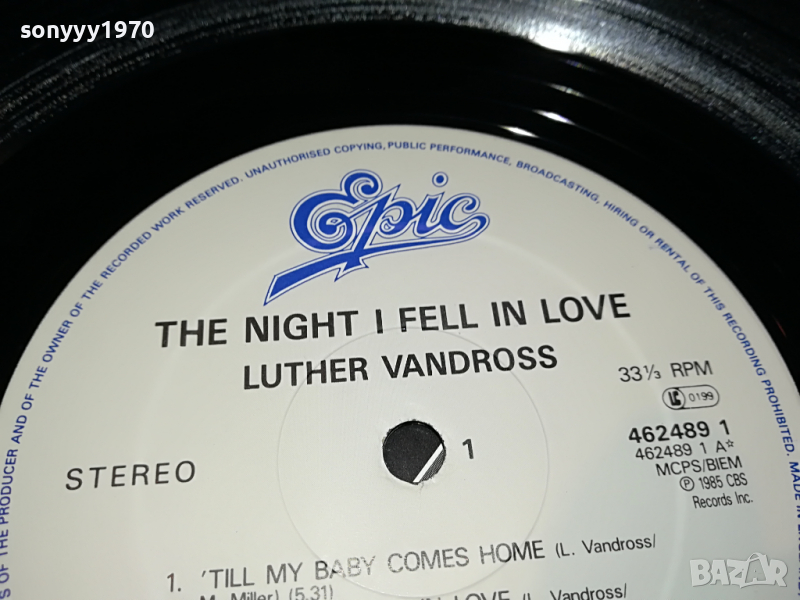 sonyyy1970
S OF THE PRODUCER AND OF THE OWNER OF THE RECORDED WORK RESERVED. UNAUTHORISED COPYING, PUBLIC PERFORMANCE, BROADCASTING, HIRING OR RENTAL OF THIS RECORDING PROHIBITED. MADE IN
Epic
THE NIGHT I FELL IN LOVE
LUTHER VANDROSS
33⅓ RPM
LC 0199
STEREO
1
462489 1
462489 1 A☆
MCPS/BIEM
℗ 1985 CBS
Records Inc.
1. 'TILL MY BABY COMES HOME (L. Vandross/
M. Miller) (5.31)
IN LOVE (L. Vandross/
BAZAR